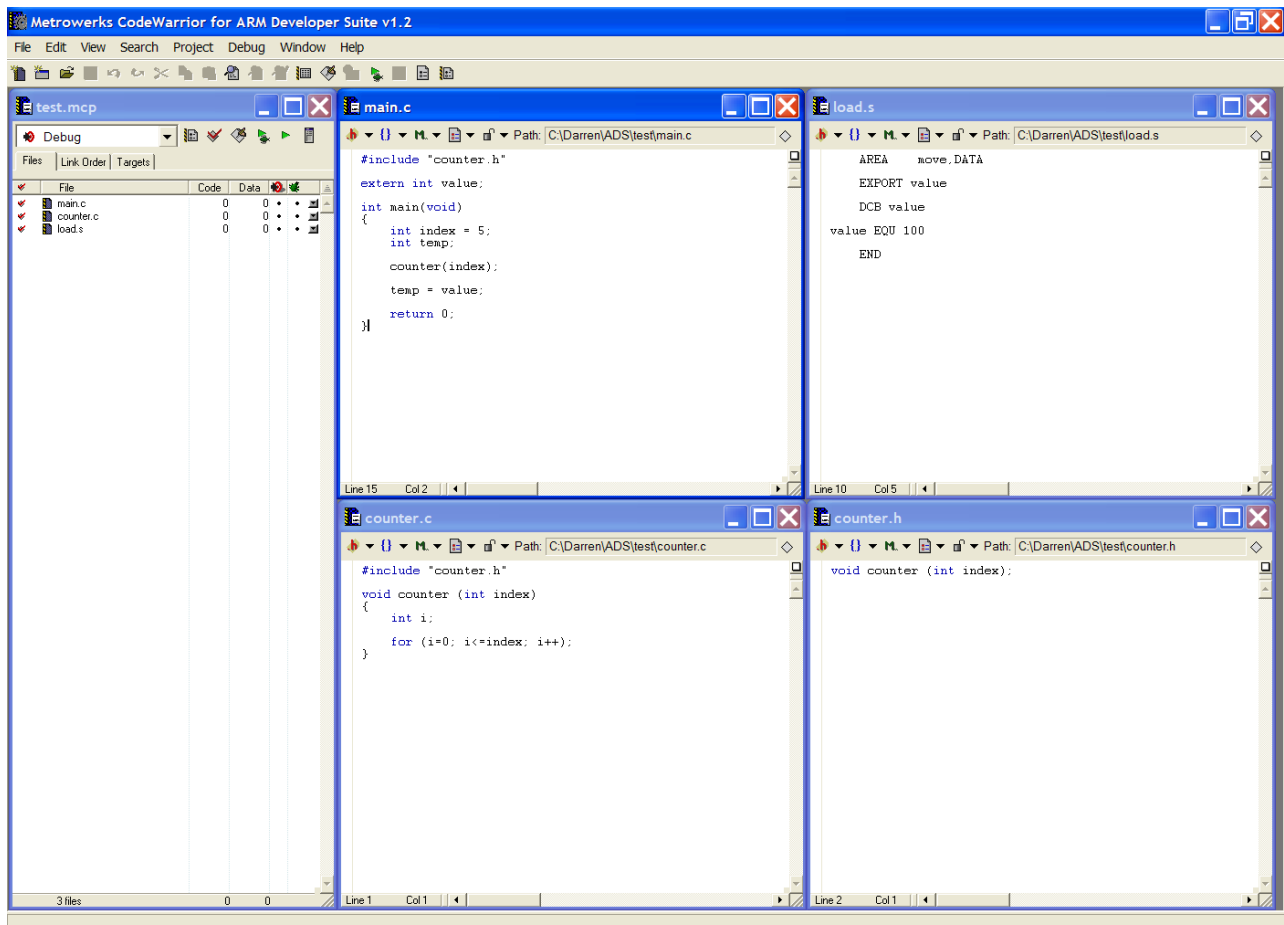 Metrowerks CodeWarrior for ARM Developer Suite v1.2
File Edit View Search Project Debug Window Help
test.mcp
Debug
Files Link Order Targets
File Code Data
main.c 0 0
counter.c 0 0
load.s 0 0
3 files 0 0
main.c
Path: C:\Darren\ADS\test\main.c
#include "counter.h"
extern int value;
int main(void)
{
int index = 5;
int temp;
counter(index);
temp = value;
return 0;
}
Line 15 Col 2
load.s
Path: C:\Darren\ADS\test\load.s
AREA move,DATA
EXPORT value
DCB value
value EQU 100
END
Line 10 Col 5
counter.c
Path: C:\Darren\ADS\test\counter.c
#include "counter.h"
void counter (int index)
{
int i;
for (i=0; i<=index; i++);
}
Line 1 Col 1
counter.h
Path: C:\Darren\ADS\test\counter.h
void counter (int index);
Line 2 Col 1